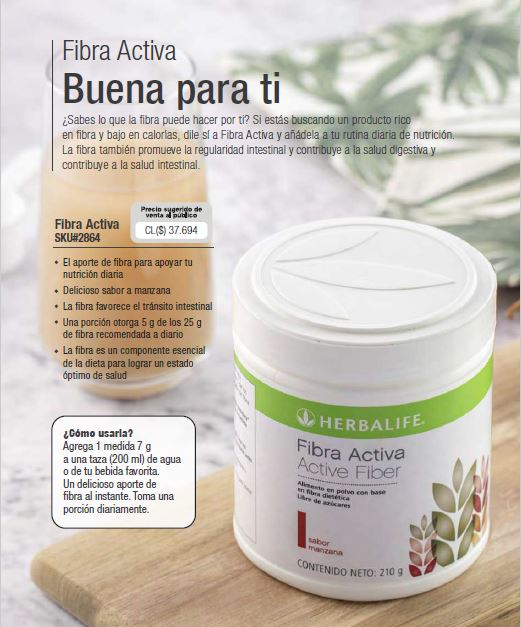 Fibra Activa
Buena para ti
¿Sabes lo que la fibra puede hacer por ti? Si estás buscando un producto rico
en fibra y bajo en calorías, dile sí a Fibra Activa y añádela a tu rutina diaria de nutrición.
La fibra también promueve la regularidad intestinal y contribuye a la salud digestiva y
contribuye a la salud intestinal.
Fibra Activa
SKU#2864
Precio sugerido de
venta al público
CL($) 37.694
• El aporte de fibra para apoyar tu
nutrición diaria
• Delicioso sabor a manzana
• La fibra favorece el tránsito intestinal
• Una porción otorga 5 g de los 25 g
de fibra recomendada a diario
• La fibra es un componente esencial
de la dieta para lograr un estado
óptimo de salud
¿Cómo usarla?
Agrega 1 medida 7 g
a una taza (200 ml) de agua
o de tu bebida favorita.
Un delicioso aporte de
fibra al instante. Toma una
porción diariamente.
HERBALIFE
Fibra Activa
Active Fiber
Alimento en polvo con base
en fibra dietética
Libre de azúcares
sabor
manzana
CONTENIDO NETO: 210 g